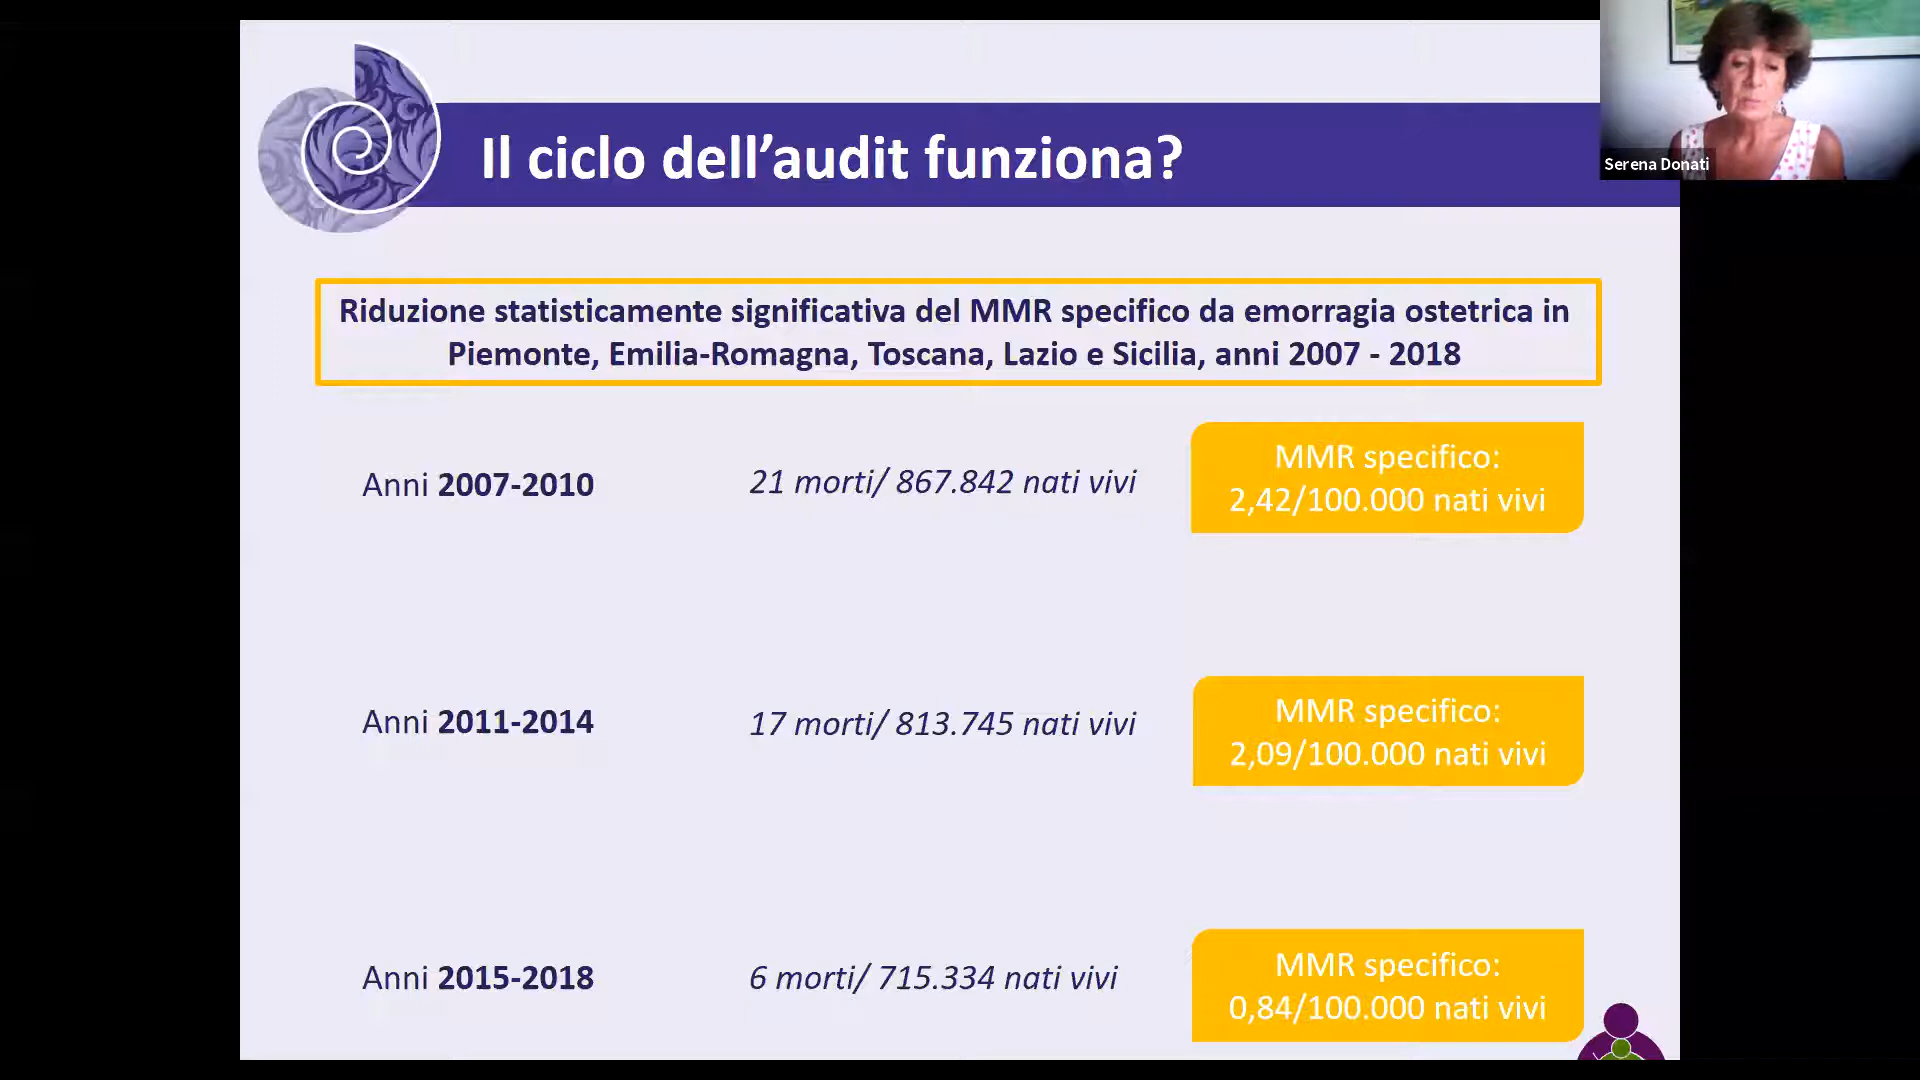 Il ciclo dell’audit funziona?
Serena Donati
Riduzione statisticamente significativa del MMR specifico da emorragia ostetrica in
Piemonte, Emilia-Romagna, Toscana, Lazio e Sicilia, anni 2007 - 2018
Anni 2007-2010
21 morti/ 867.842 nati vivi
MMR specifico:
2,42/100.000 nati vivi
Anni 2011-2014
17 morti/ 813.745 nati vivi
MMR specifico:
2,09/100.000 nati vivi
Anni 2015-2018
6 morti/ 715.334 nati vivi
MMR specifico:
0,84/100.000 nati vivi